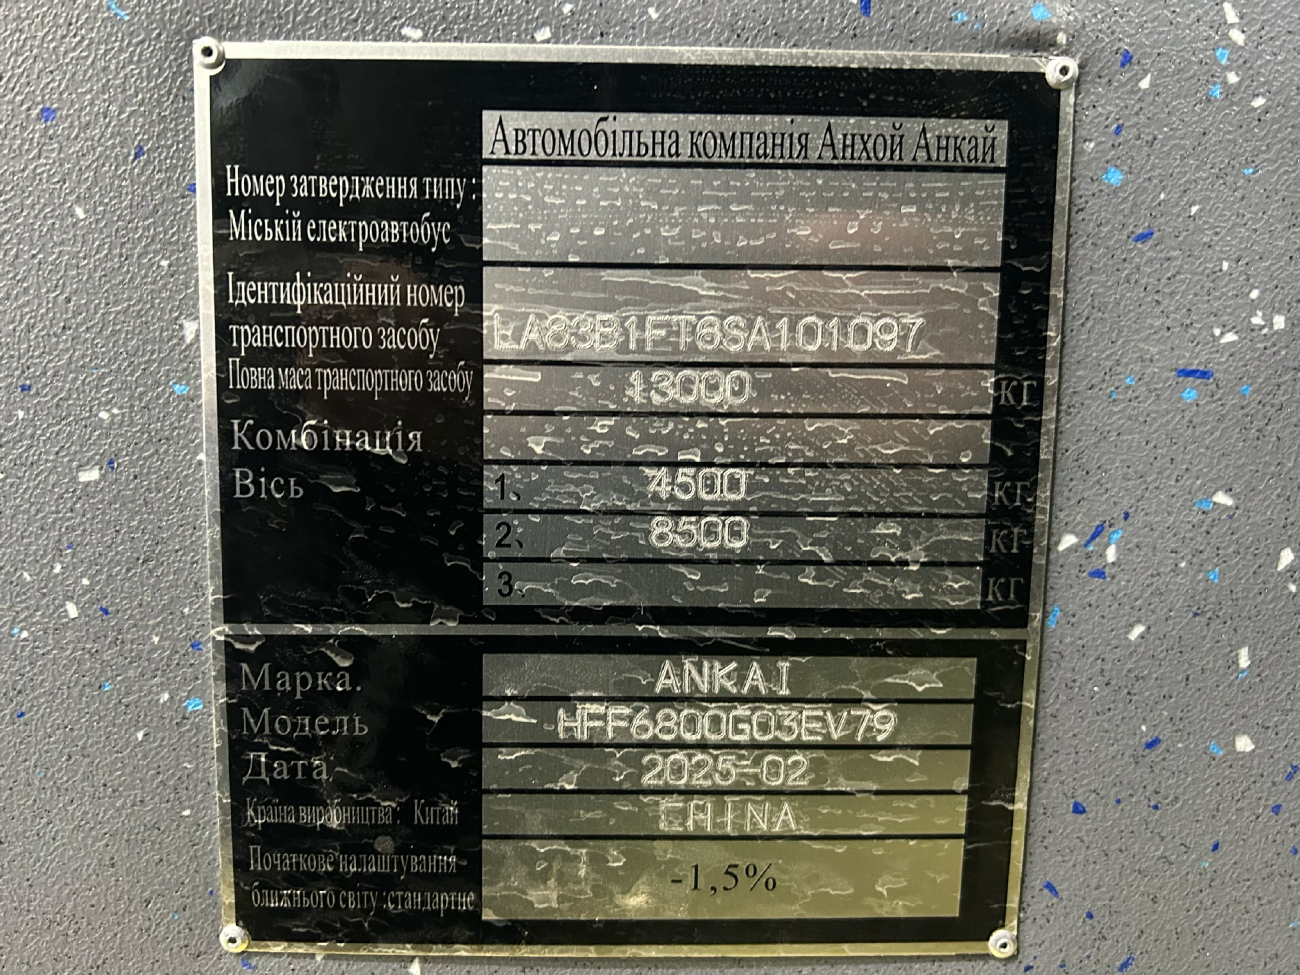 Автомобільна компанія Анхой Анкай
Номер затвердження типу :
Міській електроавтобус
Ідентифікаційний номер
транспортного засобу LA83B1FT8SA101097
Повна маса транспортного засобу 13000 КГ
Комбінація
Вісь 1、 4500 КГ
2、 8500 КГ
3、 КГ
Марка. ANKAI
Модель HFF6800G03EV79
Дата 2025-02
Країна виробництва : Китай CHINA
Початкове налаштування
ближнього світу :стандартне -1,5%